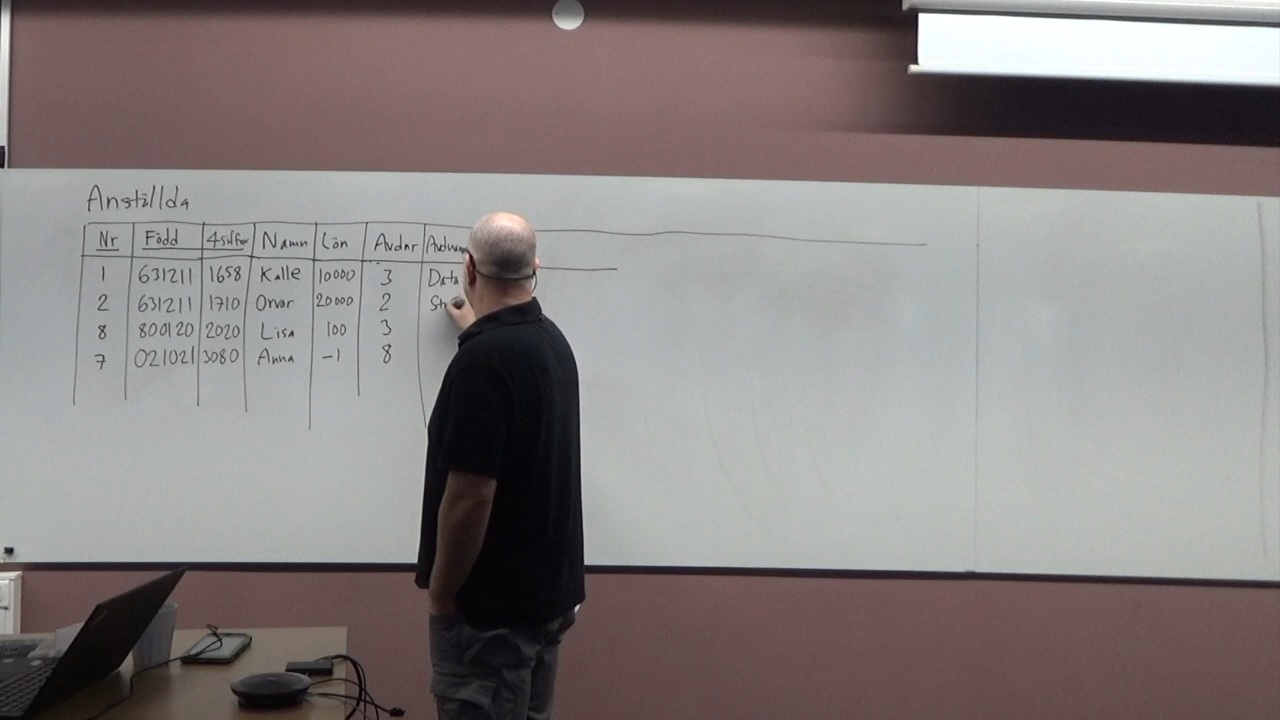 Anställda
Nr Född 4siffror Namn Lön Avdnr
1 631211 1658 Kalle 10000 3 Data
2 631211 1710 Orvar 20000 2
8 800120 2020 Lisa 100 3
7 021021 3080 Anna -1 8